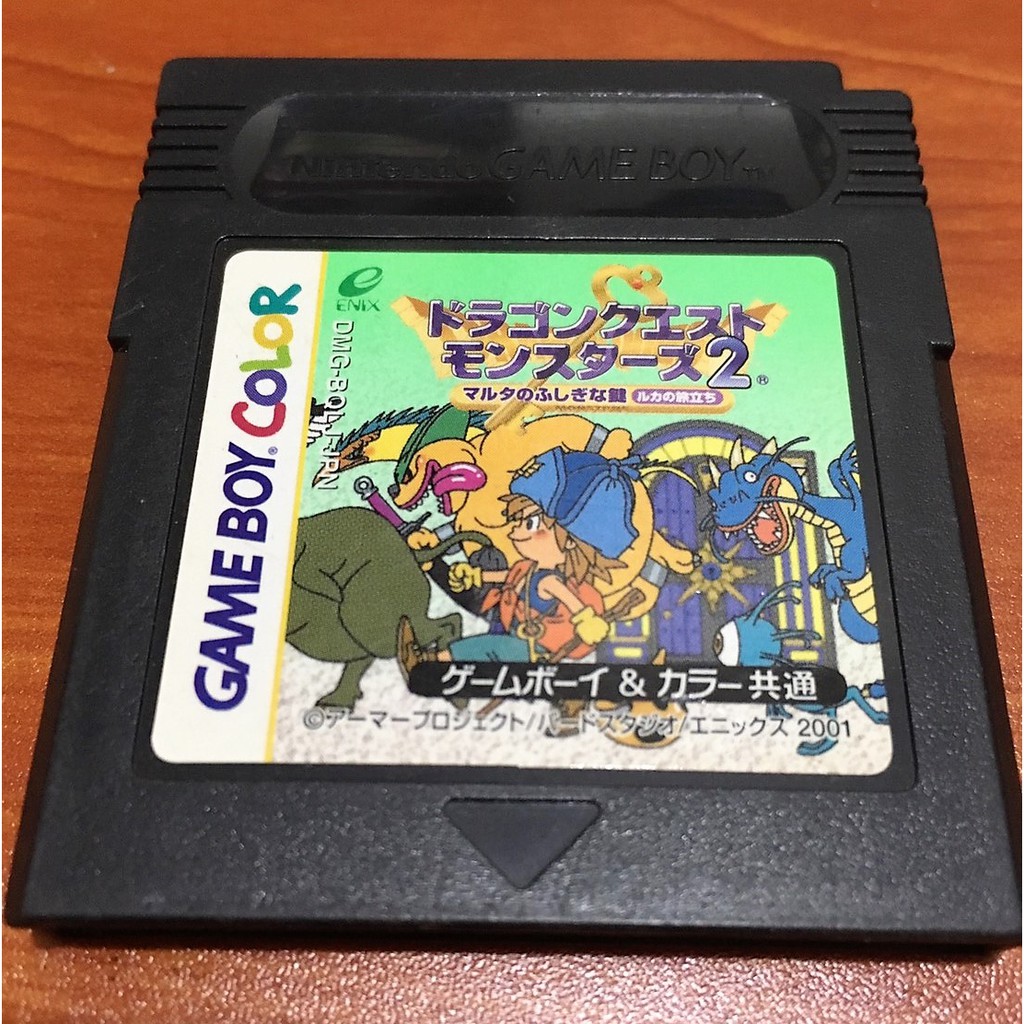 Nintendo GAME BOY™
GAME BOY COLOR
ENIX
ドラゴンクエスト
モンスターズ2®
マルタのふしぎな鍵 ルカの旅立ち
ゲームボーイ & カラー共通
©アーマープロジェクト/バードスタジオ/エニックス 2001